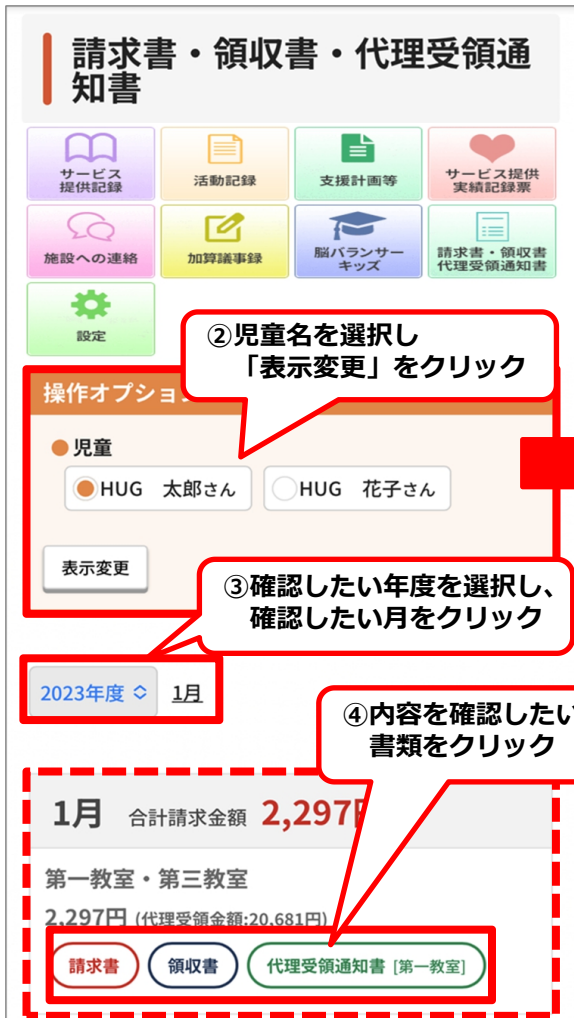 請求書・領収書・代理受領通
知書
サービス
提供記録
活動記録
支援計画等
サービス提供
実績記録票
施設への連絡
加算議事録
脳バランサー
キッズ
請求書・領収書
代理受領通知書
設定
②児童名を選択し
「表示変更」をクリック
操作オプション
児童
HUG 太郎さん
HUG 花子さん
表示変更
③確認したい年度を選択し、
確認したい月をクリック
2023年度
1月
④内容を確認したい
書類をクリック
1月 合計請求金額 2,297円
第一教室・第三教室
2,297円 (代理受領金額:20,681円)
請求書
領収書
代理受領通知書 [第一教室]